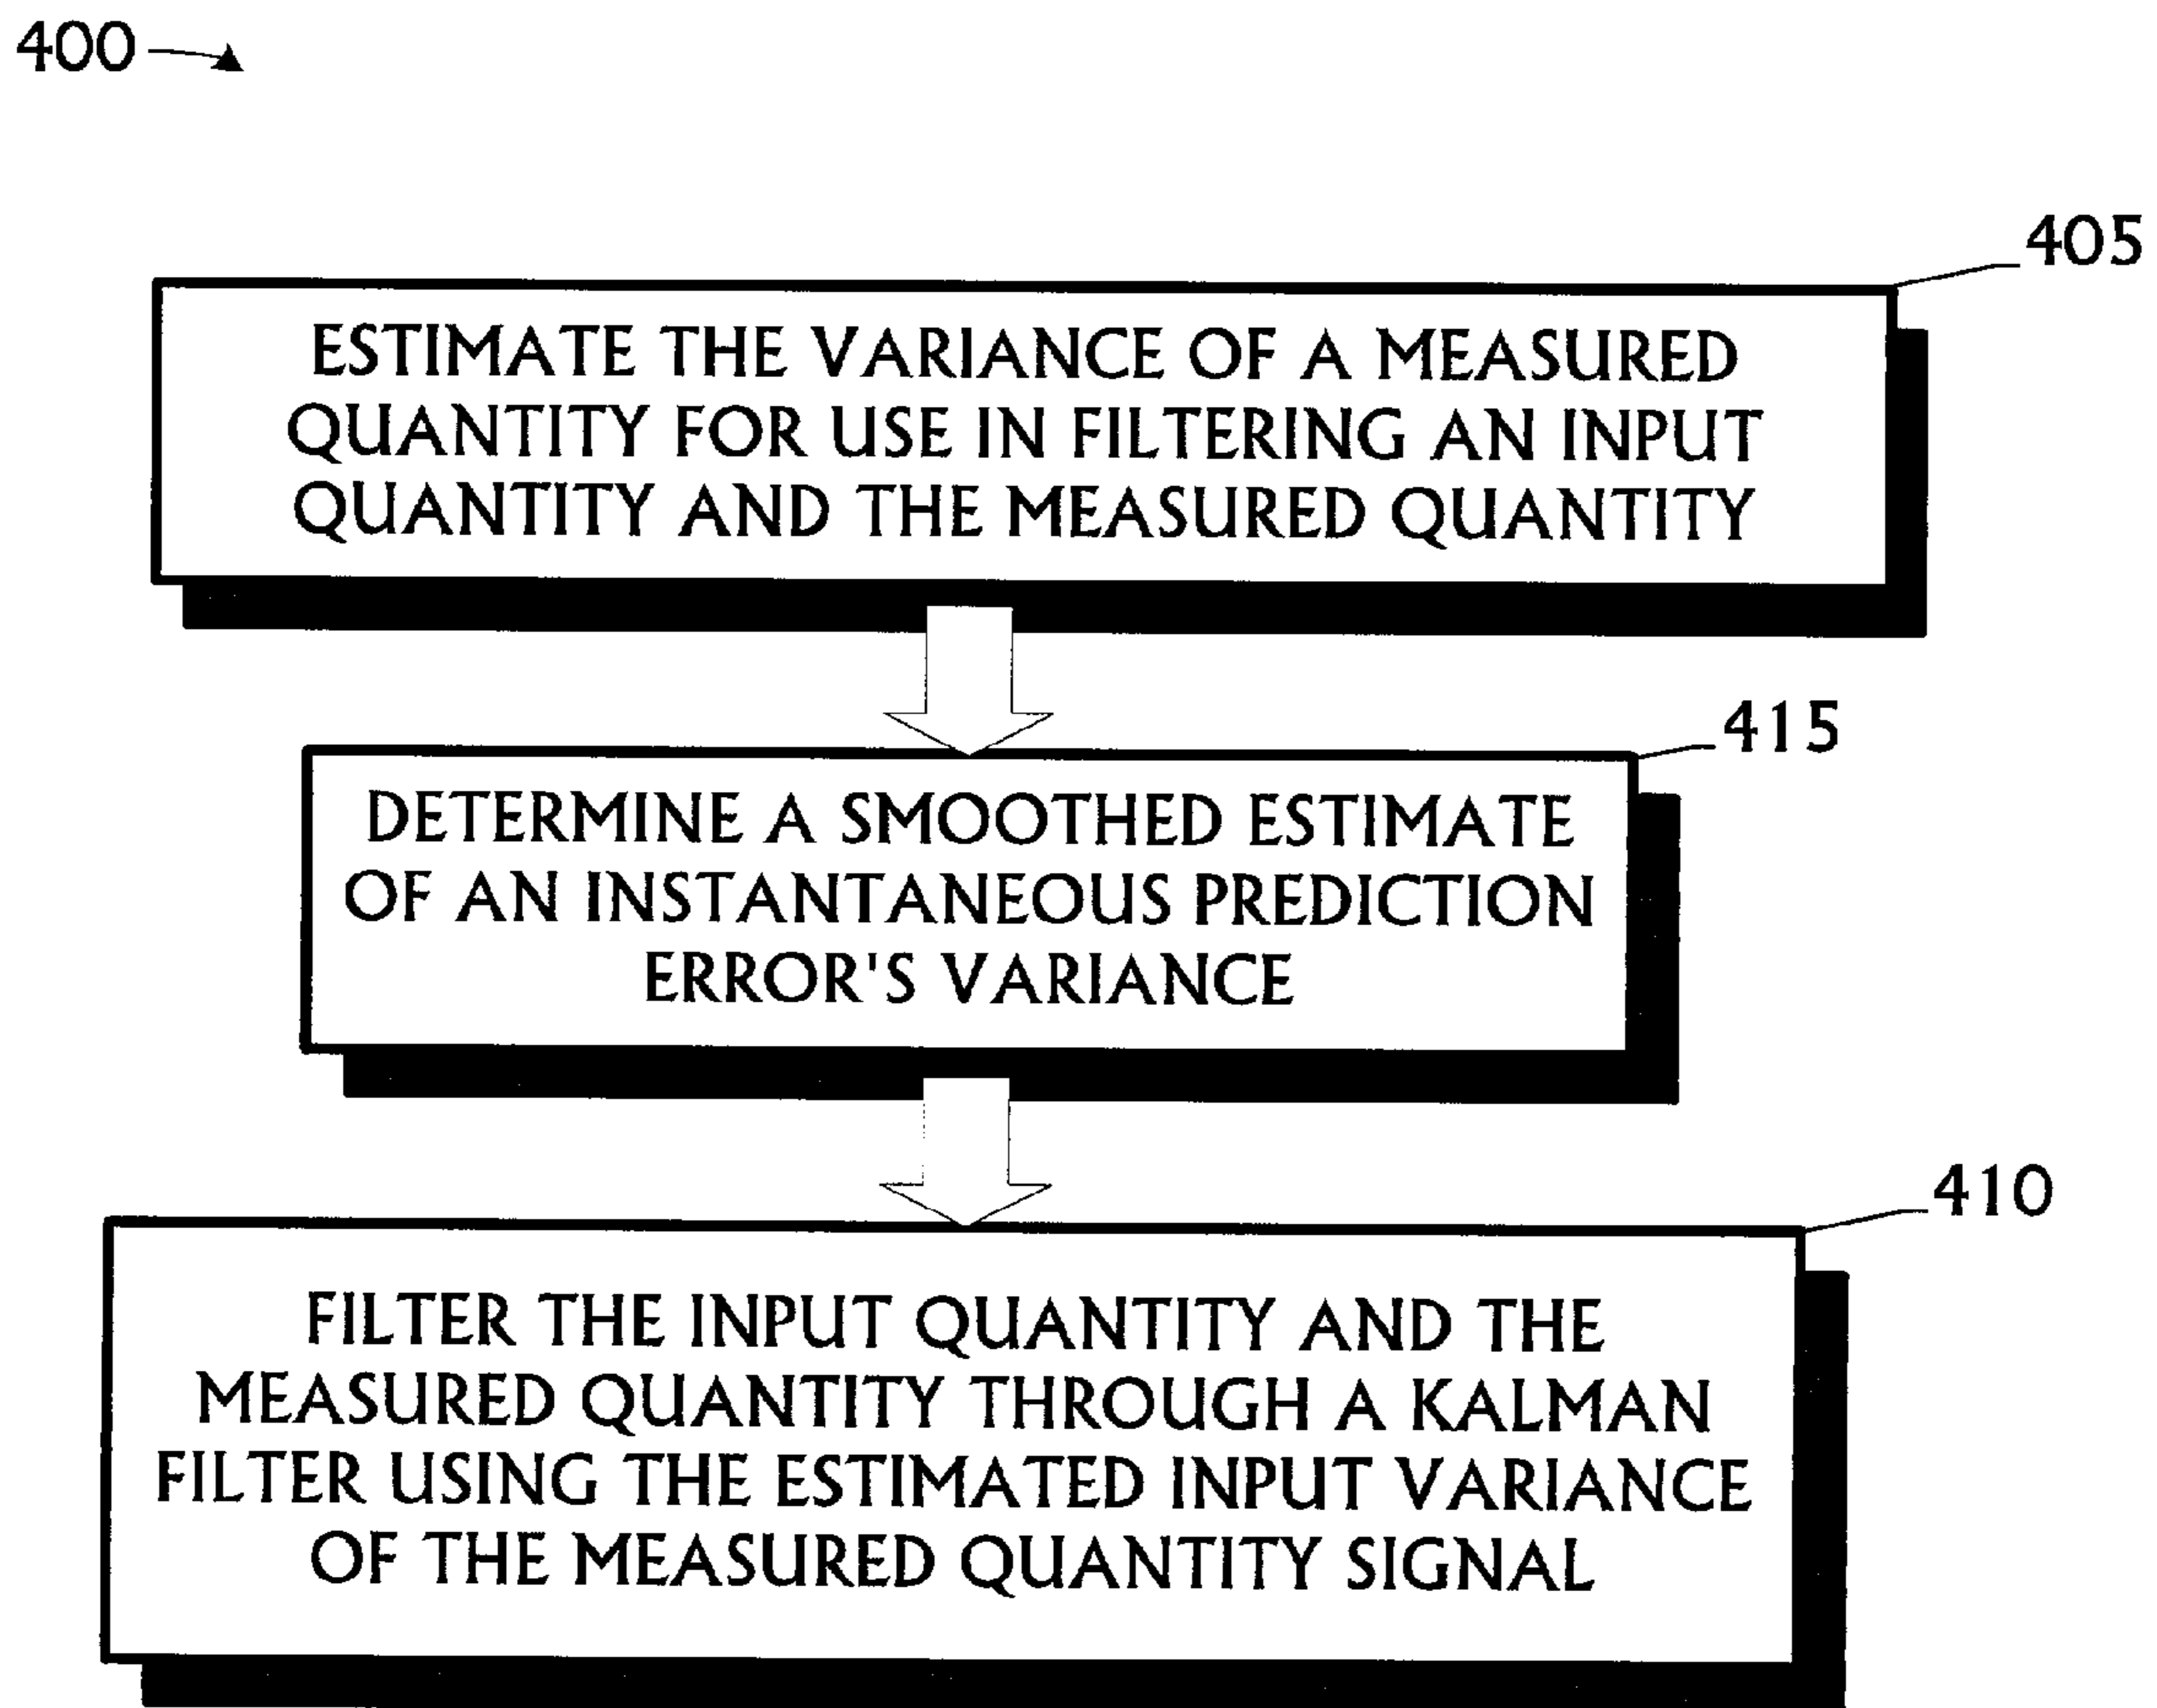 400
405
ESTIMATE THE VARIANCE OF A MEASURED
QUANTITY FOR USE IN FILTERING AN INPUT
QUANTITY AND THE MEASURED QUANTITY
415
DETERMINE A SMOOTHED ESTIMATE
OF AN INSTANTANEOUS PREDICTION
ERROR'S VARIANCE
410
FILTER THE INPUT QUANTITY AND THE
MEASURED QUANTITY THROUGH A KALMAN
FILTER USING THE ESTIMATED INPUT VARIANCE
OF THE MEASURED QUANTITY SIGNAL